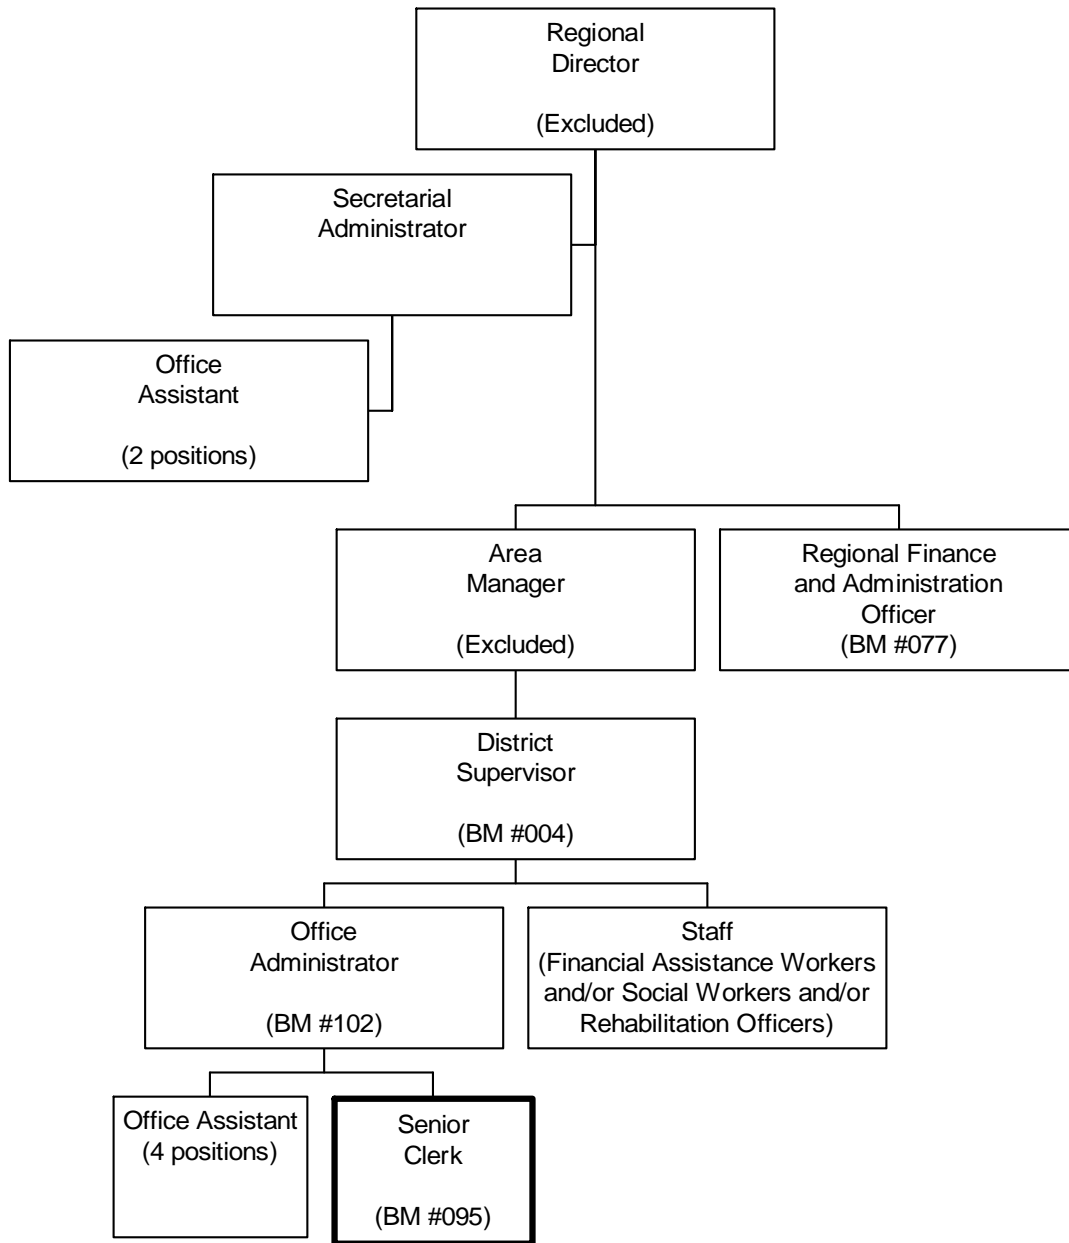 Regional
Director
(Excluded)
Secretarial
Administrator
Office
Assistant
(2 positions)
Area
Manager
(Excluded)
Regional Finance
and Administration
Officer
(BM #077)
District
Supervisor
(BM #004)
Office
Administrator
(BM #102)
Staff
(Financial Assistance Workers
and/or Social Workers and/or
Rehabilitation Officers)
Office Assistant
(4 positions)
Senior
Clerk
(BM #095)